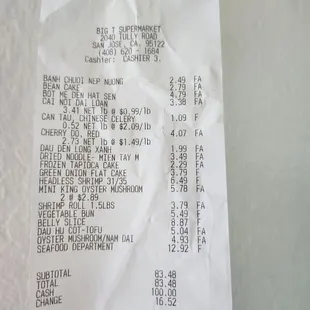 BIG T SUPERMARKET
2040 TULLY ROAD
SAN JOSE, CA, 95122
(408) 620 - 1684
Cashier: CASHIER 3.
BANH CHUOI NEP NUONG 2.49 FA
BEAN CAKE 2.79 FA
BOT ME DEN HAT SEN 4.79 FA
CAI NOI DAI LOAN 3.38 FA
3.41 Nt lb @ $0.99/lb
CAN TAU, CHINESE CELERY 1.09 F
0.52 Nt lb @ $2.09/lb
CHERRY DO, RED 4.07 FA
2.73 Nt lb @ $1.49/lb
DAU DEN LONG XANH 1.99 FA
DRIED NOODLE- MIEN TAY M 3.49 FA
FROZEN TAPIOCA CAKE 2.29 FA
GREEN ONION FLAT CAKE 3.79 F
HEADLESS SHRIMP 31/35 6.49 F
MINI KING OYSTER MUSHROOM 5.78 FA
2 @ $2.89
SHRIMP ROLL 1.5LBS 3.79 FA
VEGETABLE BUN 5.49 F
BELLY SLICE 8.87 F
DAU HU COT-TOFU 5.04 FA
OYSTER MUSHROOM/NAM DAI 4.93 FA
SEAFOOD DEPARTMENT 12.92 F
SUBTOTAL 83.48
TOTAL 83.48
CASH 100.00
CHANGE 16.52